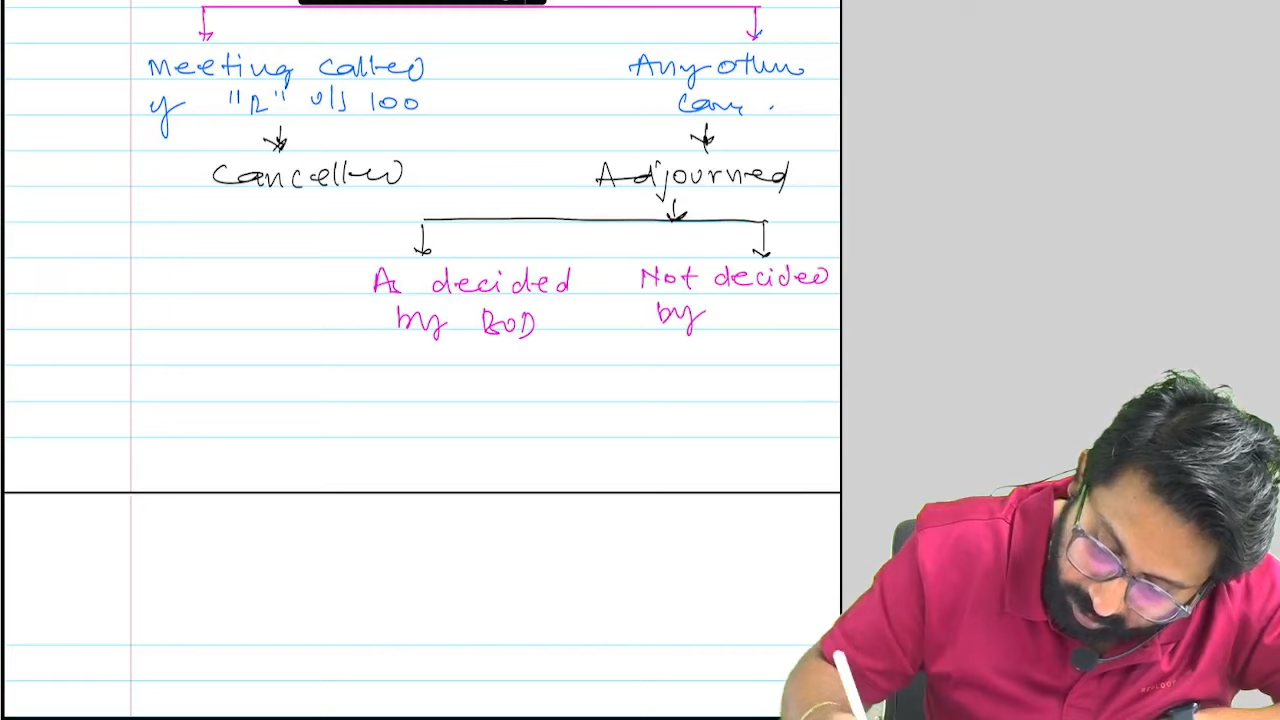 Meeting called
Any other
by "R" u/s 100
case.
Cancelled
Adjourned
As decided
Not decided
by BOD
by